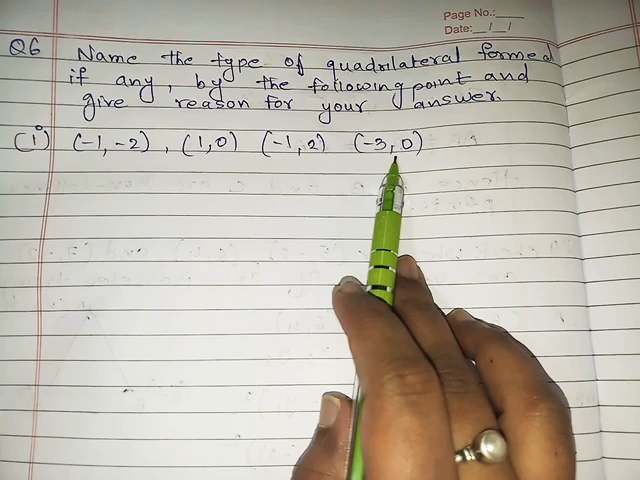 Page No.:
Date: / /
Q6 Name the type of quadrilateral formed
if any, by the following point and
give reason for your answer.
(i) (-1, -2), (1, 0) (-1, 2) (-3, 0)